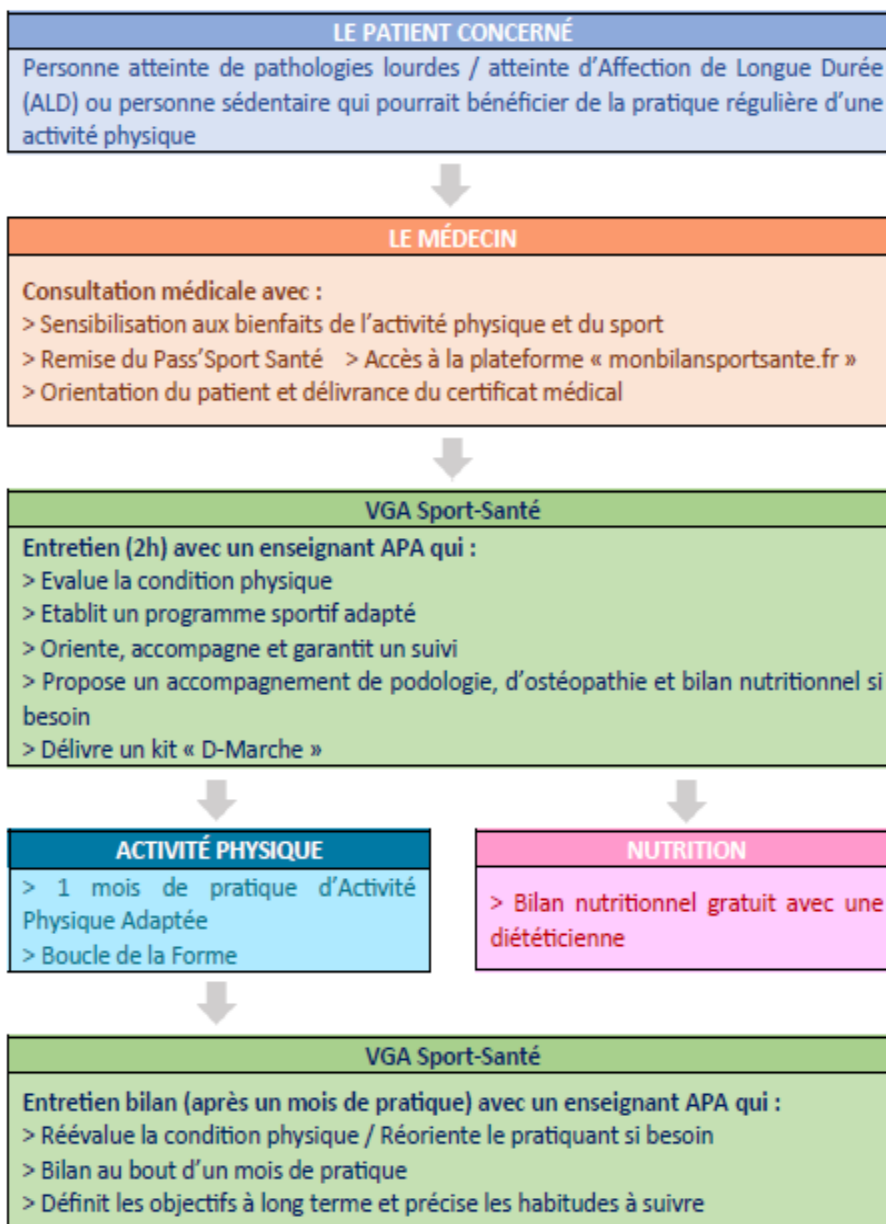 LE PATIENT CONCERNÉ
Personne atteinte de pathologies lourdes / atteinte d'Affection de Longue Durée
(ALD) ou personne sédentaire qui pourrait bénéficier de la pratique régulière d'une
activité physique
LE MÉDECIN
Consultation médicale avec :
> Sensibilisation aux bienfaits de l'activité physique et du sport
> Remise du Pass'Sport Santé > Accès à la plateforme « monbilansportsante.fr »
> Orientation du patient et délivrance du certificat médical
VGA Sport-Santé
Entretien (2h) avec un enseignant APA qui :
> Evalue la condition physique
> Etablit un programme sportif adapté
> Oriente, accompagne et garantit un suivi
> Propose un accompagnement de podologie, d'ostéopathie et bilan nutritionnel si
besoin
> Délivre un kit « D-Marche »
ACTIVITÉ PHYSIQUE
> 1 mois de pratique d'Activité
Physique Adaptée
> Boucle de la Forme
NUTRITION
> Bilan nutritionnel gratuit avec une
diététicienne
VGA Sport-Santé
Entretien bilan (après un mois de pratique) avec un enseignant APA qui :
> Réévalue la condition physique / Réoriente le pratiquant si besoin
> Bilan au bout d'un mois de pratique
> Définit les objectifs à long terme et précise les habitudes à suivre